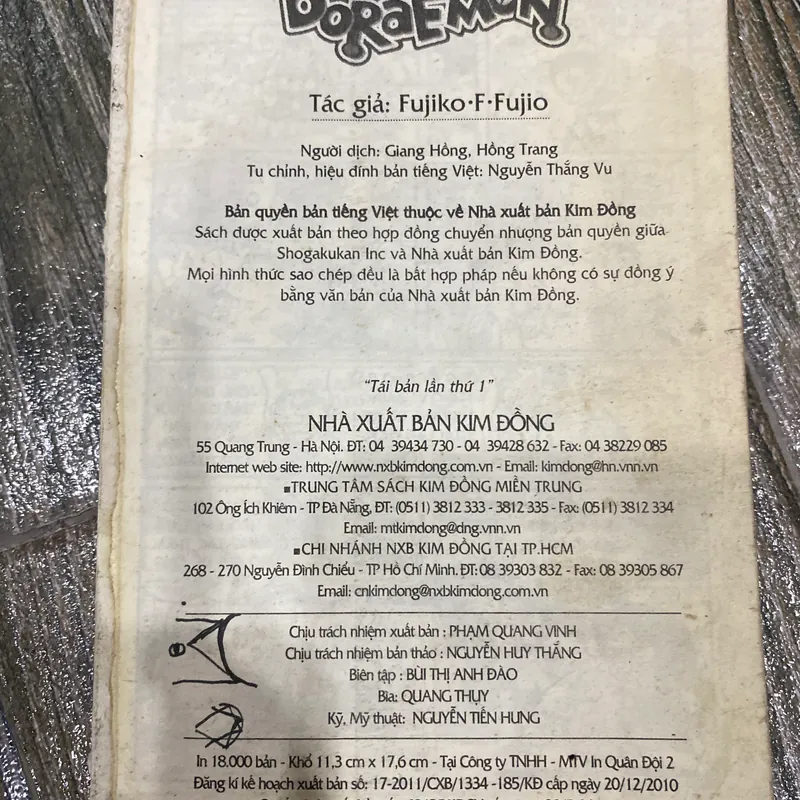 DORAEMON
Tác giả: Fujiko·F·Fujio
Người dịch: Giang Hồng, Hồng Trang
Tu chỉnh, hiệu đính bản tiếng Việt: Nguyễn Thắng Vu
Bản quyền bản tiếng Việt thuộc về Nhà xuất bản Kim Đồng
Sách được xuất bản theo hợp đồng chuyển nhượng bản quyền giữa
Shogakukan Inc và Nhà xuất bản Kim Đồng.
Mọi hình thức sao chép đều là bất hợp pháp nếu không có sự đồng ý
bằng văn bản của Nhà xuất bản Kim Đồng.
"Tái bản lần thứ 1"
NHÀ XUẤT BẢN KIM ĐỒNG
55 Quang Trung - Hà Nội. ĐT: 04 39434 730 - 04 39428 632 - Fax: 04 38229 085
Internet web site: http://www.nxbkimdong.com.vn - Email: kimdong@hn.vnn.vn
■TRUNG TÂM SÁCH KIM ĐỒNG MIỀN TRUNG
102 Ông Ích Khiêm - TP Đà Nẵng, ĐT: (0511) 3812 333 - 3812 335 - Fax: (0511) 3812 334
Email: mtkimdong@dng.vnn.vn
■CHI NHÁNH NXB KIM ĐỒNG TẠI TP.HCM
268 - 270 Nguyễn Đình Chiểu - TP Hồ Chí Minh. ĐT: 08 39303 832 - Fax: 08 39305 867
Email: cnkimdong@nxbkimdong.com.vn
Chịu trách nhiệm xuất bản : PHẠM QUANG VINH
Chịu trách nhiệm bản thảo : NGUYỄN HUY THẮNG
Biên tập : BÙI THỊ ANH ĐÀO
Bìa: QUANG THỤY
Kỹ, Mỹ thuật: NGUYỄN TIẾN HƯNG
In 18.000 bản - Khổ 11,3 cm x 17,6 cm - Tại Công ty TNHH - MTV In Quân Đội 2
Đăng kí kế hoạch xuất bản số: 17-2011/CXB/1334 -185/KĐ cấp ngày 20/12/2010